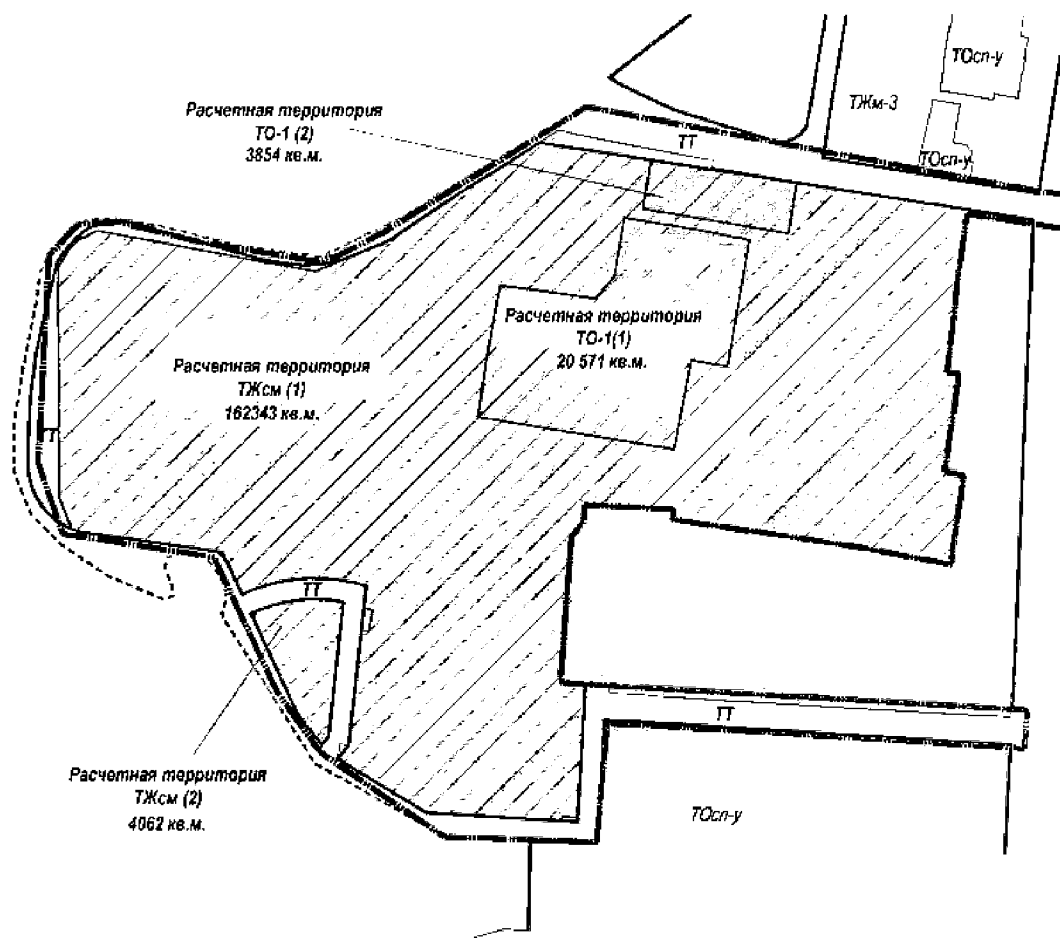 ТОсп-у
ТЖм-3
Расчетная территория
ТО-1 (2)
3854 кв.м.
ТТ
ТОсп-у
Расчетная территория
ТО-1(1)
20 571 кв.м.
Расчетная территория
ТЖсм (1)
162343 кв.м.
ТТ
ТТ
Расчетная территория
ТЖсм (2)
4062 кв.м.
ТОсп-у